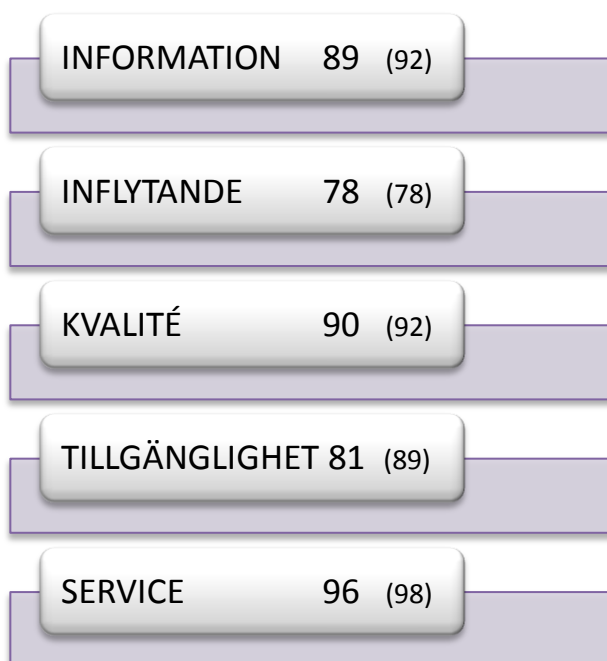 INFORMATION 89 (92)
INFLYTANDE 78 (78)
KVALITÉ 90 (92)
TILLGÄNGLIGHET 81 (89)
SERVICE 96 (98)